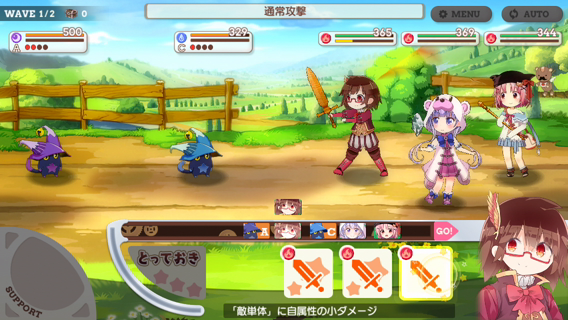 WAVE 1/2 0
通常攻撃
MENU
AUTO
500
A
329
C
365
369
344
A
C
GO!
とっておき
SUPPORT
「敵単体」に自属性の小ダメージ